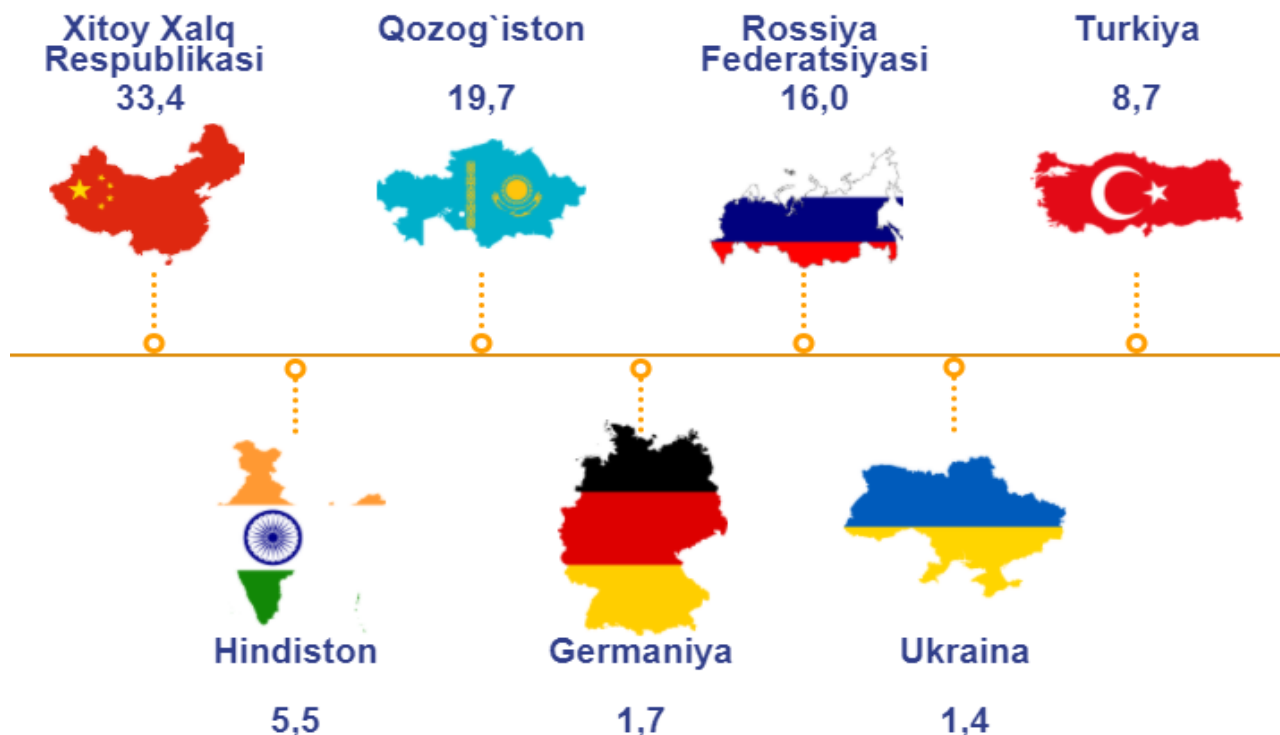 Xitoy Xalq
Respublikasi
33,4
Qozog`iston
19,7
Rossiya
Federatsiyasi
16,0
Turkiya
8,7
Hindiston
5,5
Germaniya
1,7
Ukraina
1,4